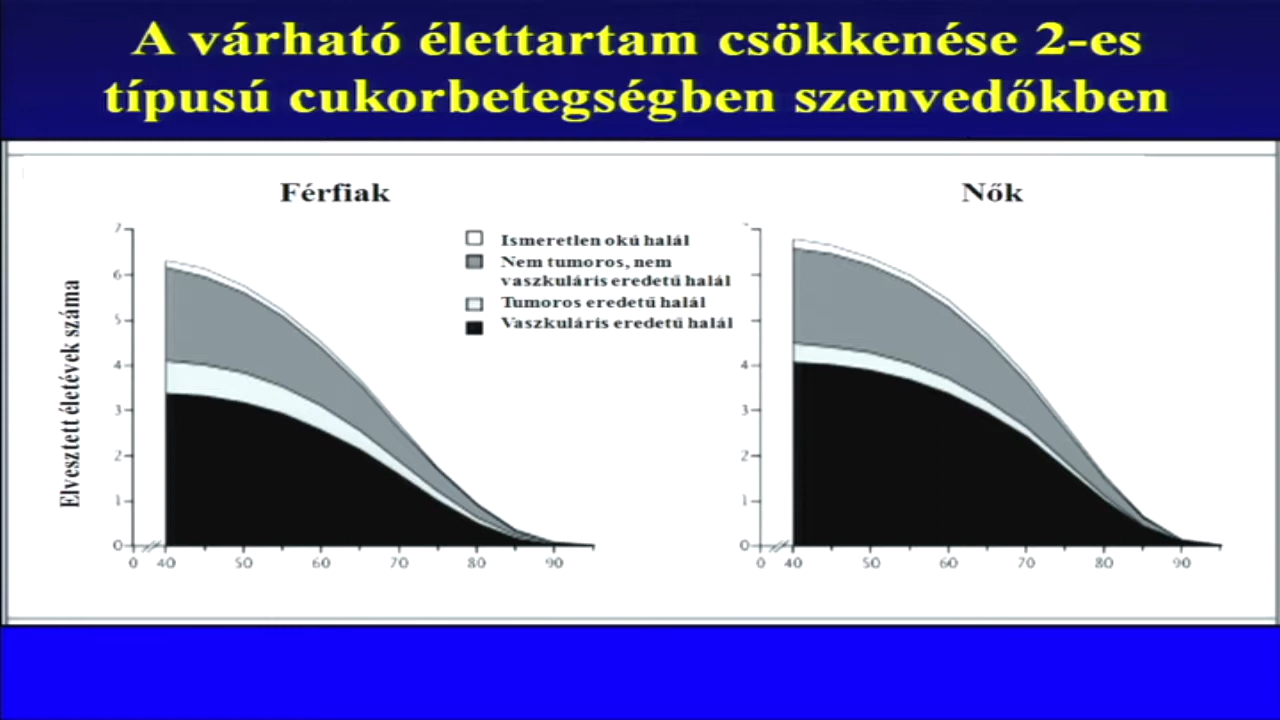 A várható élettartam csökkenése 2-es
típusú cukorbetegségben szenvedőkben
Férfiak
Nők
Elvesztett életévek száma
7
6
5
4
3
2
1
0
0 40 50 60 70 80 90
Ismeretlen okú halál
Nem tumoros, nem
vaszkuláris eredetű halál
Tumoros eredetű halál
Vaszkuláris eredetű halál
4
3
2
1
0
0 40 50 60 70 80 90